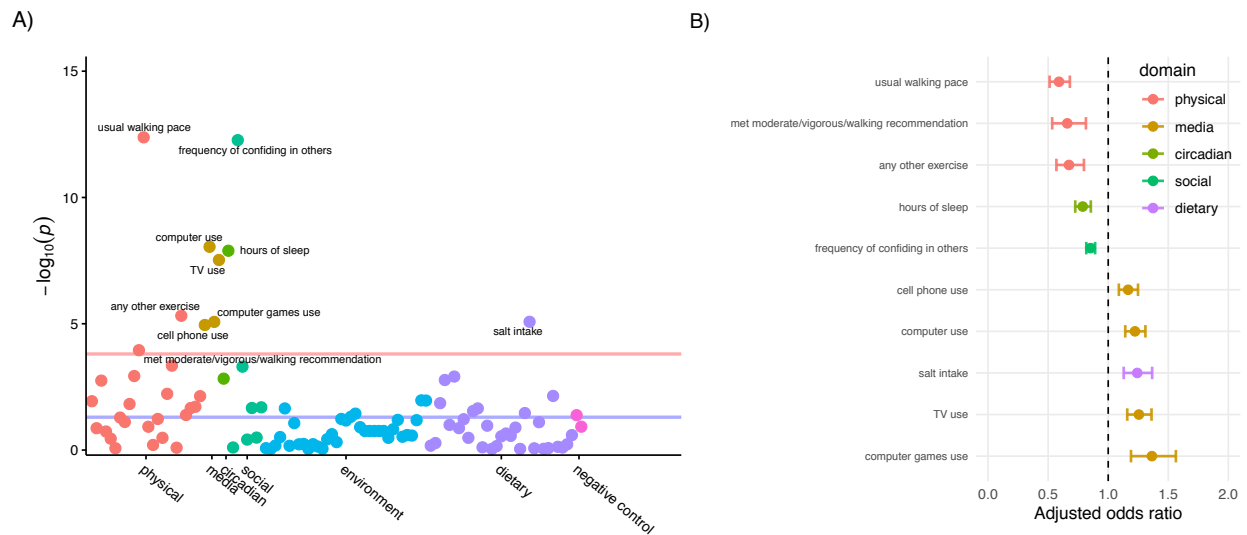 A)
15
10
5
0
− log₁₀(p)
usual walking pace
frequency of confiding in others
computer use
hours of sleep
TV use
any other exercise
computer games use
cell phone use
salt intake
met moderate/vigorous/walking recommendation
physical
media
circadian
social
environment
dietary
negative control
B)
usual walking pace
met moderate/vigorous/walking recommendation
any other exercise
hours of sleep
frequency of confiding in others
cell phone use
computer use
salt intake
TV use
computer games use
domain
physical
media
circadian
social
dietary
0.0 0.5 1.0 1.5 2.0
Adjusted odds ratio